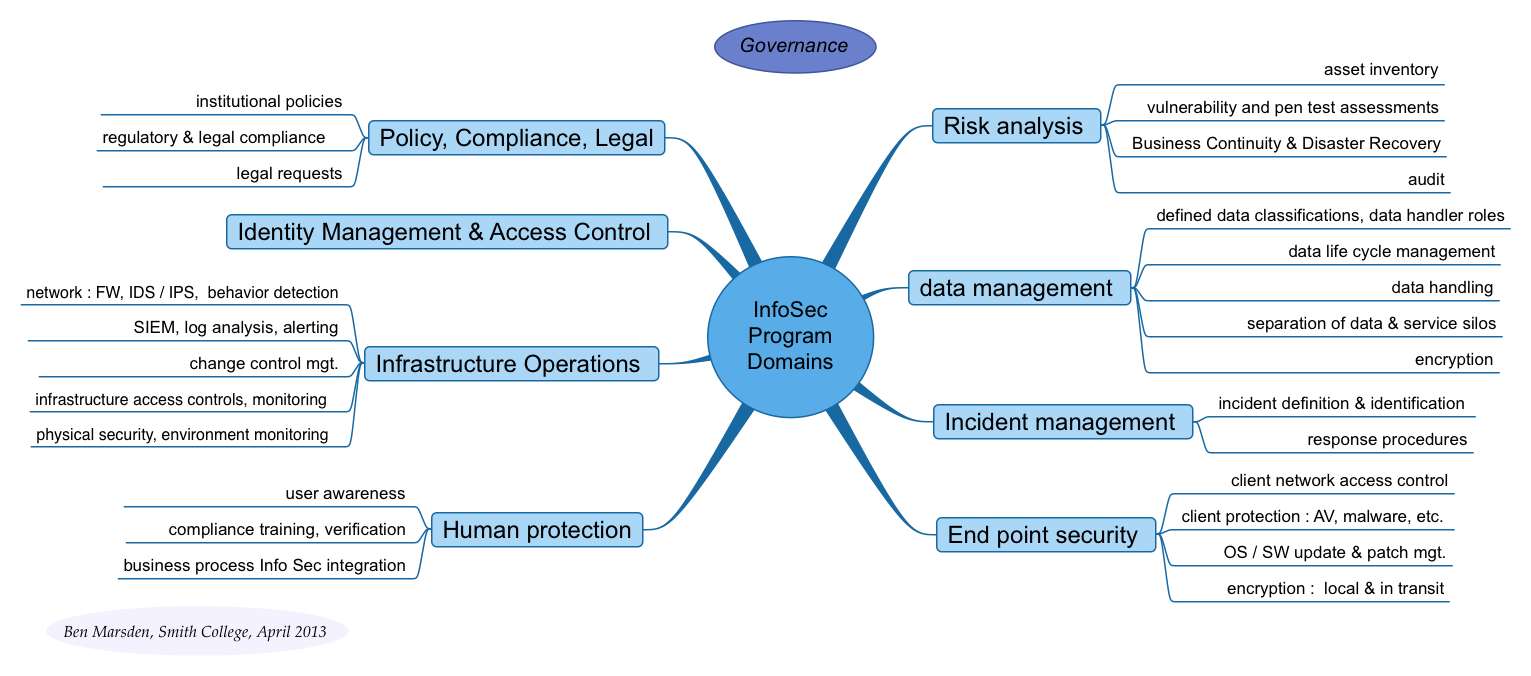 Governance
InfoSec
Program
Domains
Policy, Compliance, Legal
institutional policies
regulatory & legal compliance
legal requests
Identity Management & Access Control
Infrastructure Operations
network : FW, IDS / IPS,  behavior detection
SIEM, log analysis, alerting
change control mgt.
infrastructure access controls, monitoring
physical security, environment monitoring
Human protection
user awareness
compliance training, verification
business process Info Sec integration
Risk analysis
asset inventory
vulnerability and pen test assessments
Business Continuity & Disaster Recovery
audit
data management
defined data classifications, data handler roles
data life cycle management
data handling
separation of data & service silos
encryption
Incident management
incident definition & identification
response procedures
End point security
client network access control
client protection : AV, malware, etc.
OS / SW update & patch mgt.
encryption :  local & in transit
Ben Marsden, Smith College, April 2013